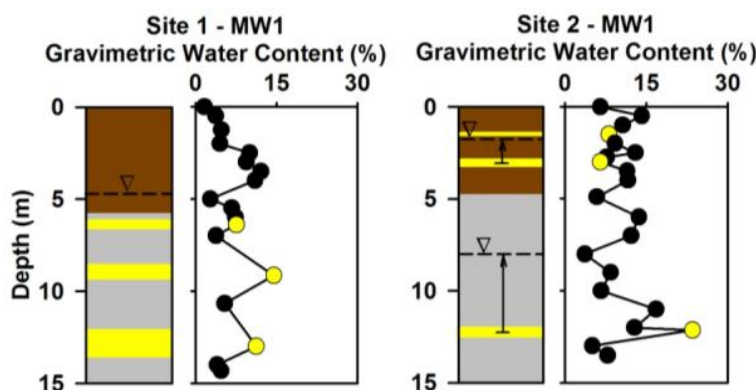 Site 1 - MW1
Gravimetric Water Content (%)
0 15 30
0
5
10
15
Depth (m)
Site 2 - MW1
Gravimetric Water Content (%)
0 15 30
0
5
10
15